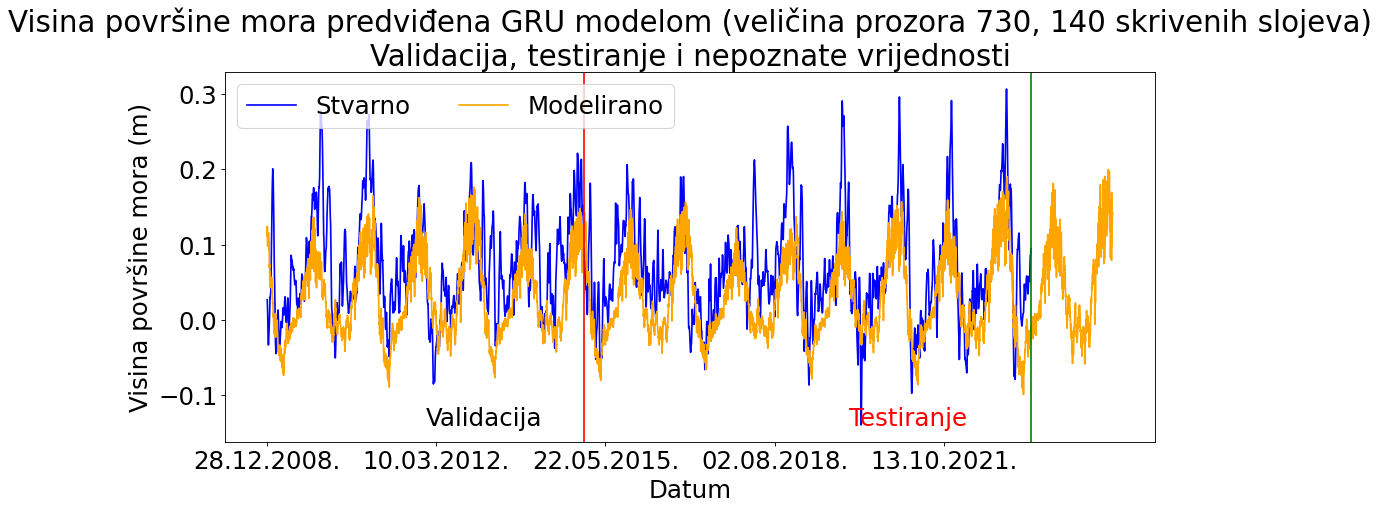 Visina površine mora predviđena GRU modelom (veličina prozora 730, 140 skrivenih slojeva)
Validacija, testiranje i nepoznate vrijednosti
Stvarno
Modelirano
Visina površine mora (m)
0.3
0.2
0.1
0.0
−0.1
Validacija
Testiranje
28.12.2008.
10.03.2012.
22.05.2015.
02.08.2018.
13.10.2021.
Datum